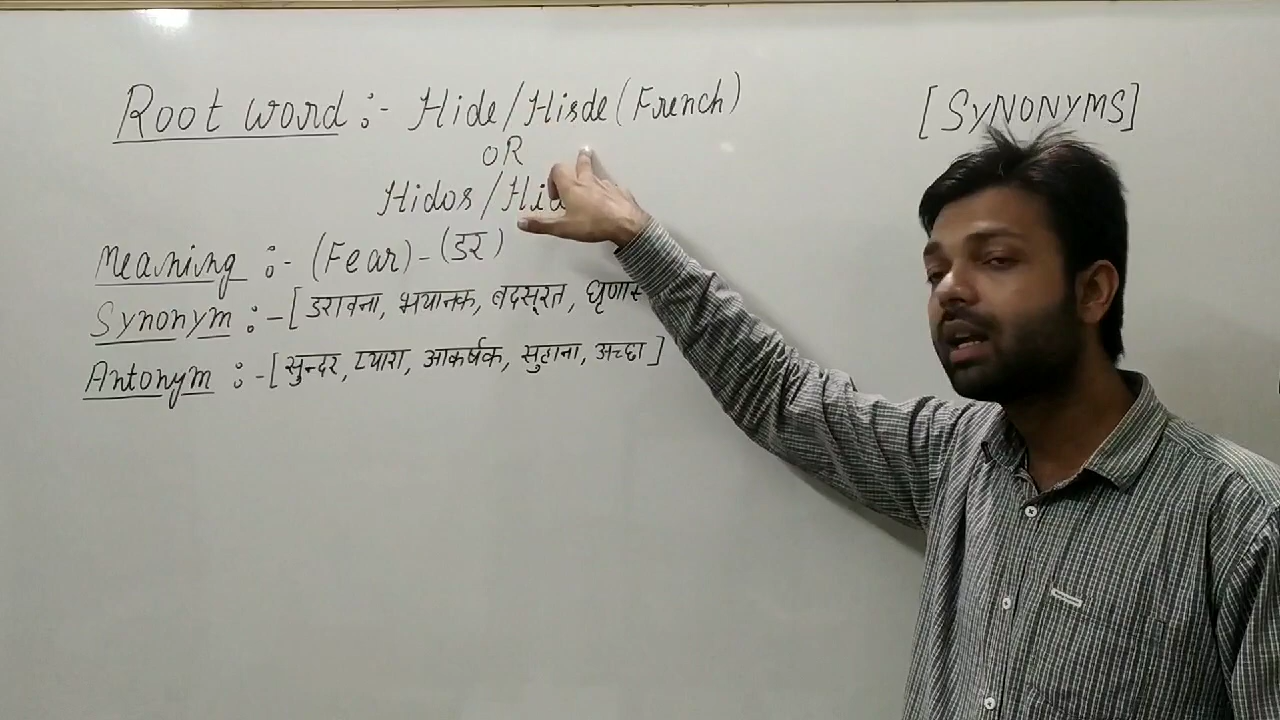 Root word :- Hide/Hisde (French)
[SYNONYMS]
OR
Hidos /
Meaning :- (Fear) - (डर)
Synonym :- [डरावना, भयानक, बदसूरत,
Antonym :- [सुन्दर, प्यारा, आकर्षक, सुहाना, अच्छा]